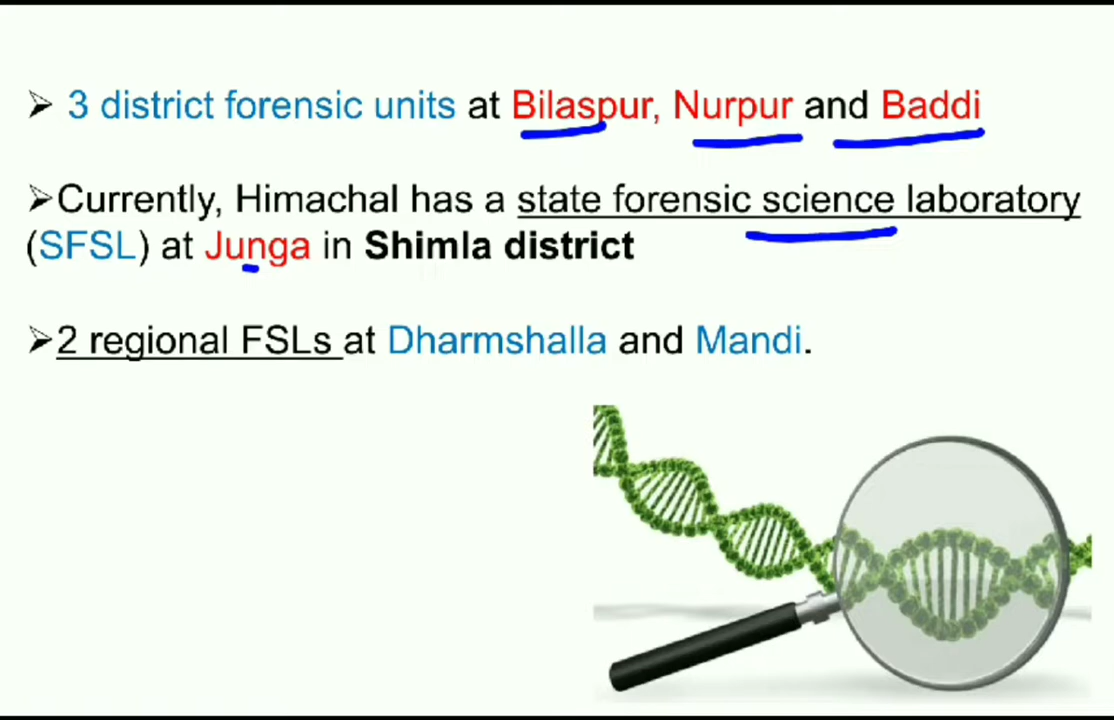 ➢ 3 district forensic units at Bilaspur, Nurpur and Baddi
➢Currently, Himachal has a state forensic science laboratory
(SFSL) at Junga in Shimla district
➢2 regional FSLs at Dharmshalla and Mandi.